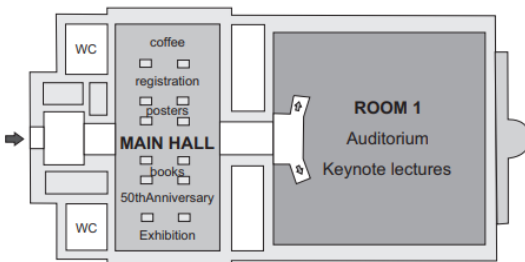 WC
coffee
registration
posters
MAIN HALL
books
50thAnniversary
Exhibition
WC
ROOM 1
Auditorium
Keynote lectures